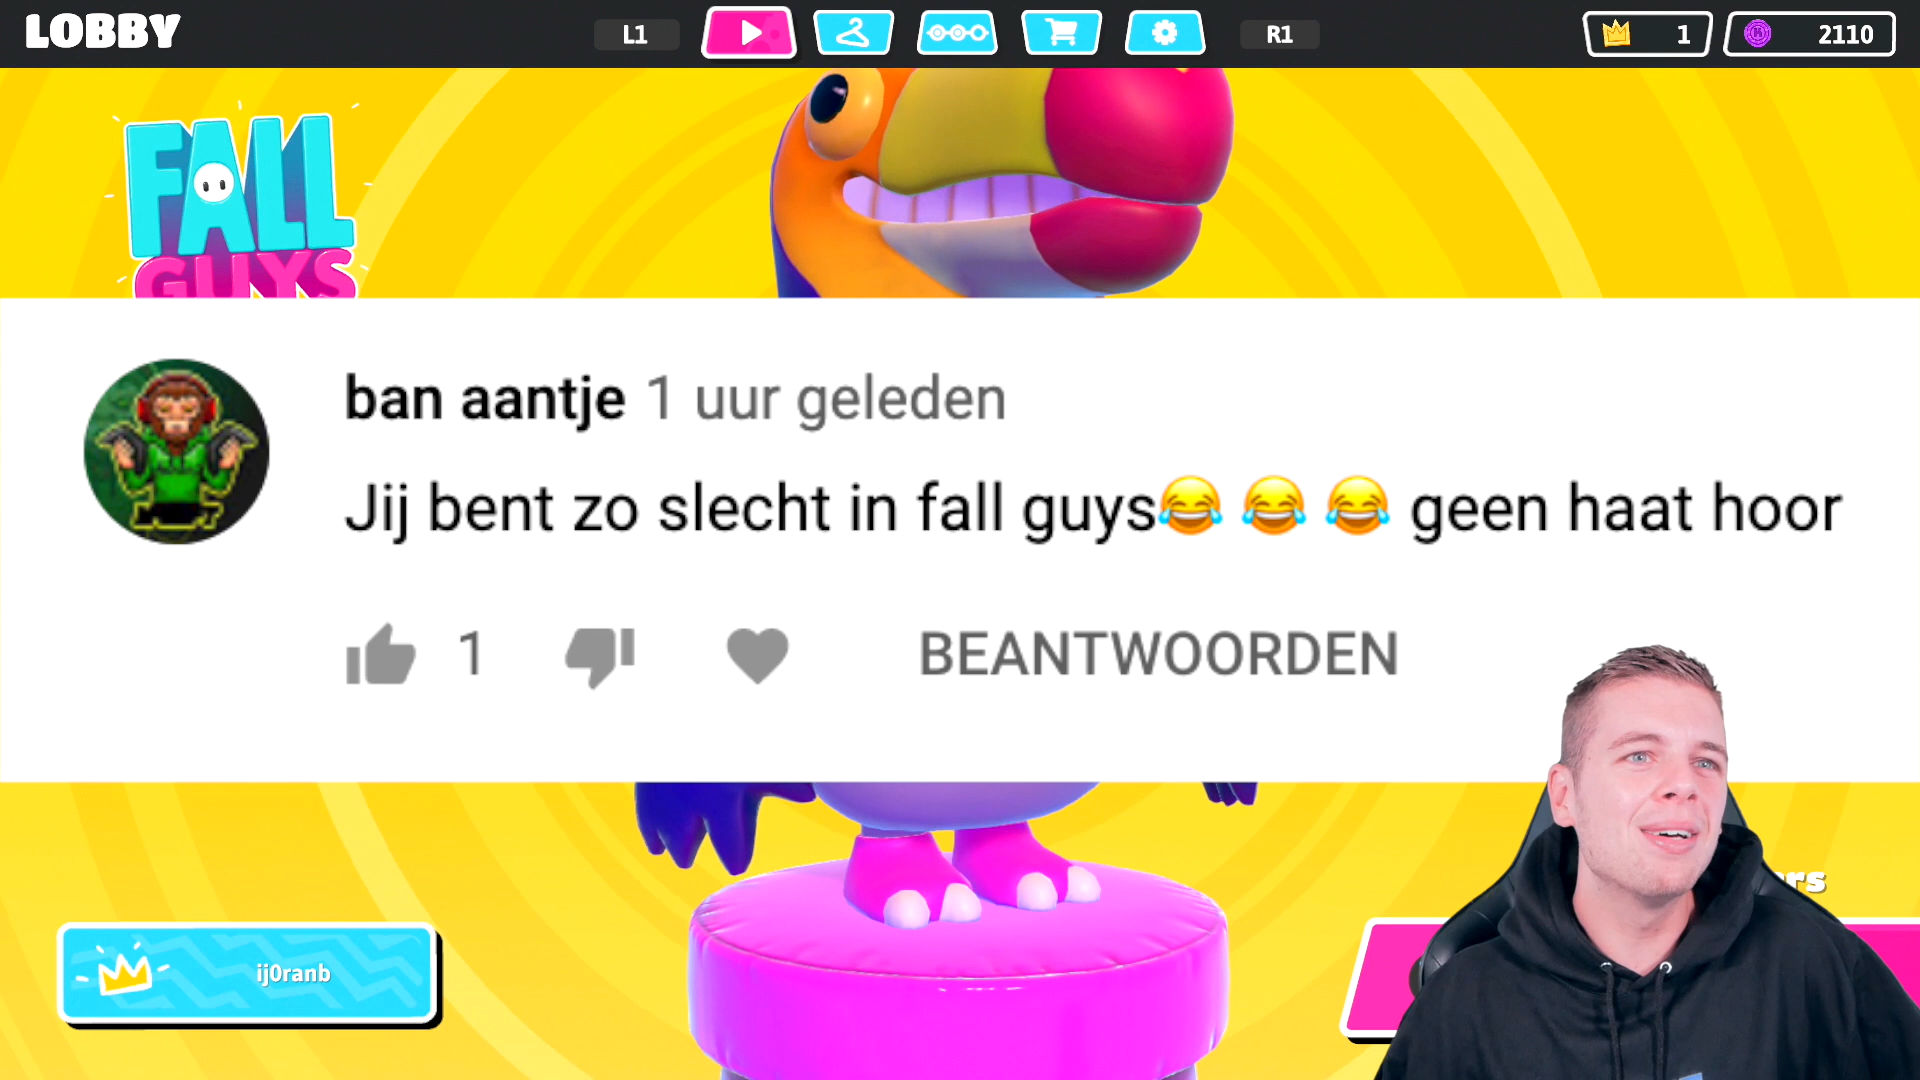 LOBBY
L1
R1
1
2110
FALL
GUYS
ban aantje 1 uur geleden
Jij bent zo slecht in fall guys😂 😂 😂 geen haat hoor
1
BEANTWOORDEN
ij0ranb